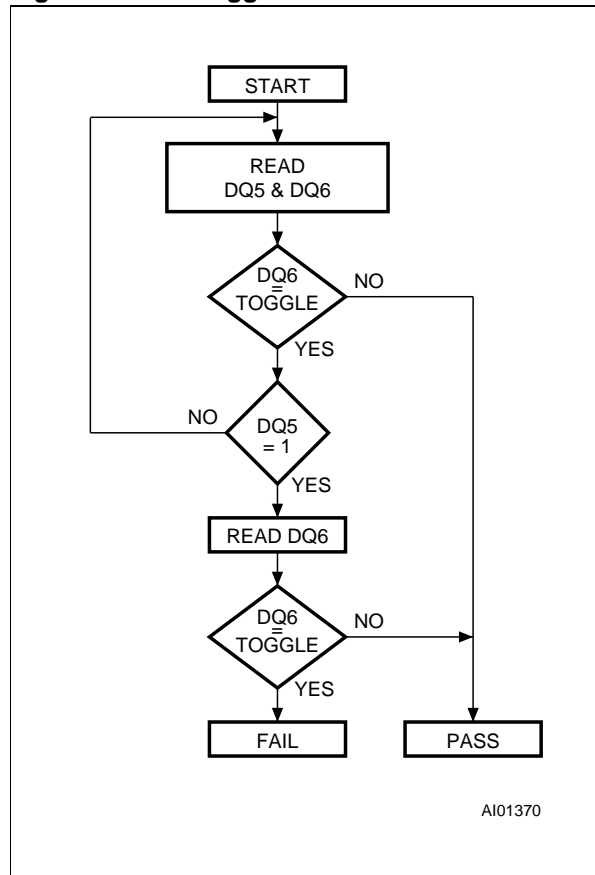 START
READ
DQ5 & DQ6
DQ6
=
TOGGLE
NO
YES
NO
DQ5
= 1
YES
READ DQ6
DQ6
=
TOGGLE
NO
YES
FAIL
PASS
AI01370